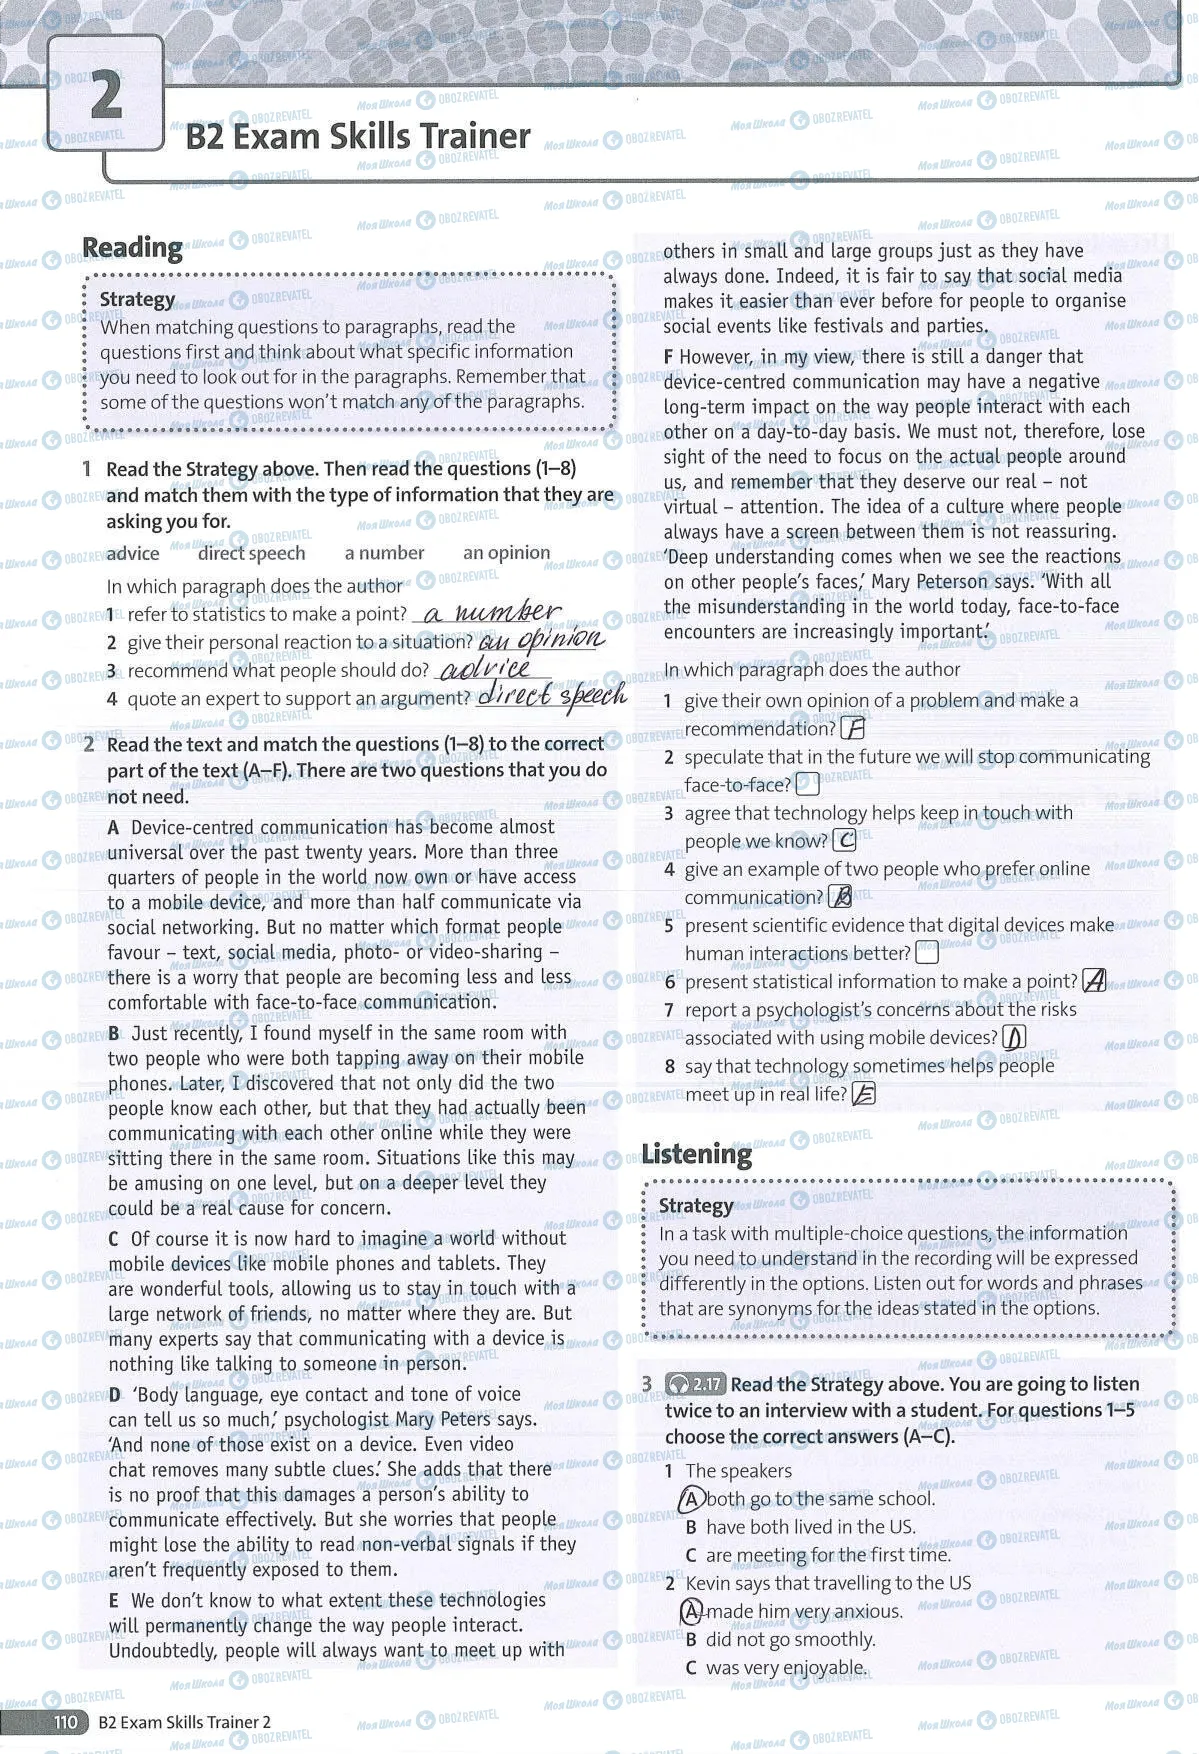 2
B2 Exam Skills Trainer
Reading
Strategy
When matching questions to paragraphs, read the
questions first and think about what specific information
you need to look out for in the paragraphs. Remember that
some of the questions won't match any of the paragraphs.
1 Read the Strategy above. Then read the questions (1–8)
and match them with the type of information that they are
asking you for.
advice direct speech a number an opinion
In which paragraph does the author
1 refer to statistics to make a point? a number
2 give their personal reaction to a situation? an opinion
3 recommend what people should do? advice
4 quote an expert to support an argument? direct speech
2 Read the text and match the questions (1–8) to the correct
part of the text (A–F). There are two questions that you do
not need.
A Device-centred communication has become almost
universal over the past twenty years. More than three
quarters of people in the world now own or have access
to a mobile device, and more than half communicate via
social networking. But no matter which format people
favour – text, social media, photo- or video-sharing –
there is a worry that people are becoming less and less
comfortable with face-to-face communication.
B Just recently, I found myself in the same room with
two people who were both tapping away on their mobile
phones. Later, I discovered that not only did the two
people know each other, but that they had actually been
communicating with each other online while they were
sitting there in the same room. Situations like this may
be amusing on one level, but on a deeper level they
could be a real cause for concern.
C Of course it is now hard to imagine a world without
mobile devices like mobile phones and tablets. They
are wonderful tools, allowing us to stay in touch with a
large network of friends, no matter where they are. But
many experts say that communicating with a device is
nothing like talking to someone in person.
D 'Body language, eye contact and tone of voice
can tell us so much,' psychologist Mary Peters says.
'And none of those exist on a device. Even video
chat removes many subtle clues.' She adds that there
is no proof that this damages a person's ability to
communicate effectively. But she worries that people
might lose the ability to read non-verbal signals if they
aren't frequently exposed to them.
E We don't know to what extent these technologies
will permanently change the way people interact.
Undoubtedly, people will always want to meet up with
others in small and large groups just as they have
always done. Indeed, it is fair to say that social media
makes it easier than ever before for people to organise
social events like festivals and parties.
F However, in my view, there is still a danger that
device-centred communication may have a negative
long-term impact on the way people interact with each
other on a day-to-day basis. We must not, therefore, lose
sight of the need to focus on the actual people around
us, and remember that they deserve our real – not
virtual – attention. The idea of a culture where people
always have a screen between them is not reassuring.
'Deep understanding comes when we see the reactions
on other people's faces,' Mary Peterson says. 'With all
the misunderstanding in the world today, face-to-face
encounters are increasingly important.'
In which paragraph does the author
1 give their own opinion of a problem and make a
recommendation? F
2 speculate that in the future we will stop communicating
face-to-face?
3 agree that technology helps keep in touch with
people we know? C
4 give an example of two people who prefer online
communication? B
5 present scientific evidence that digital devices make
human interactions better?
6 present statistical information to make a point? A
7 report a psychologist's concerns about the risks
associated with using mobile devices? D
8 say that technology sometimes helps people
meet up in real life? E
Listening
Strategy
In a task with multiple-choice questions, the information
you need to understand in the recording will be expressed
differently in the options. Listen out for words and phrases
that are synonyms for the ideas stated in the options.
3 2.17 Read the Strategy above. You are going to listen
twice to an interview with a student. For questions 1–5
choose the correct answers (A–C).
1 The speakers
A both go to the same school.
B have both lived in the US.
C are meeting for the first time.
2 Kevin says that travelling to the US
A made him very anxious.
B did not go smoothly.
C was very enjoyable.
110 B2 Exam Skills Trainer 2
Моя Школа OBOZREVATEL